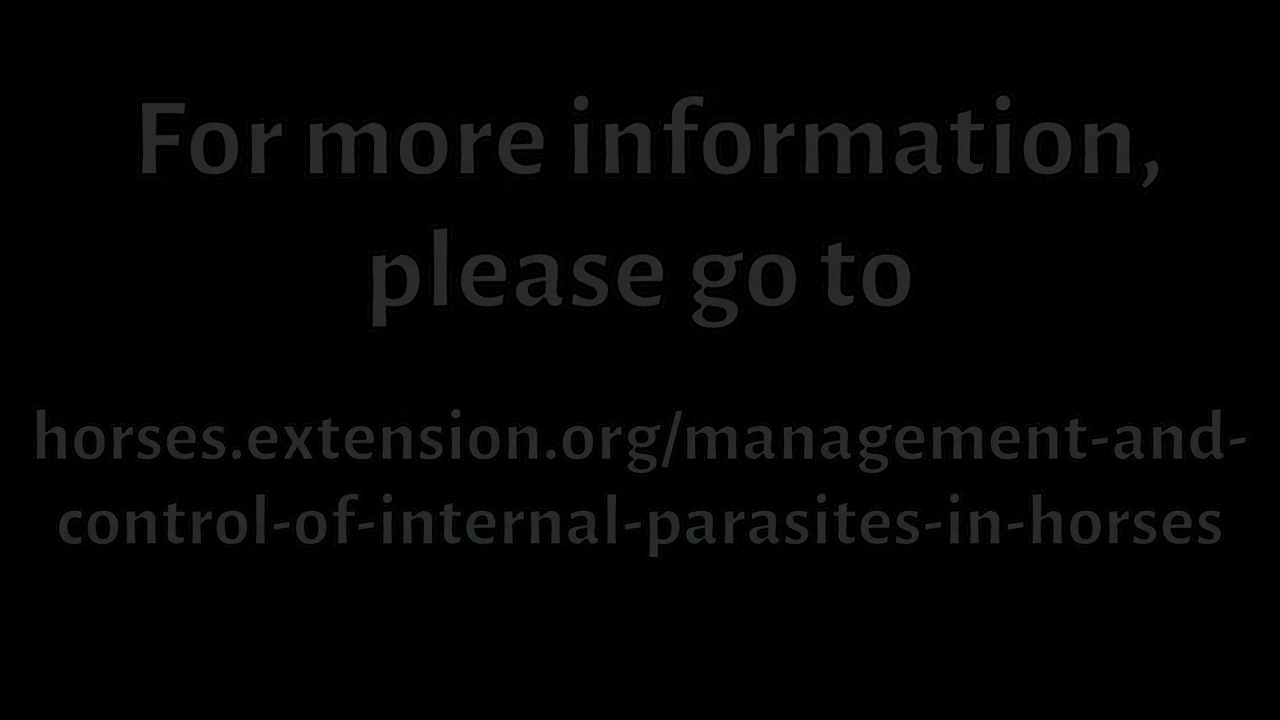 For more information,
please go to
horses.extension.org/management-and-
control-of-internal-parasites-in-horses